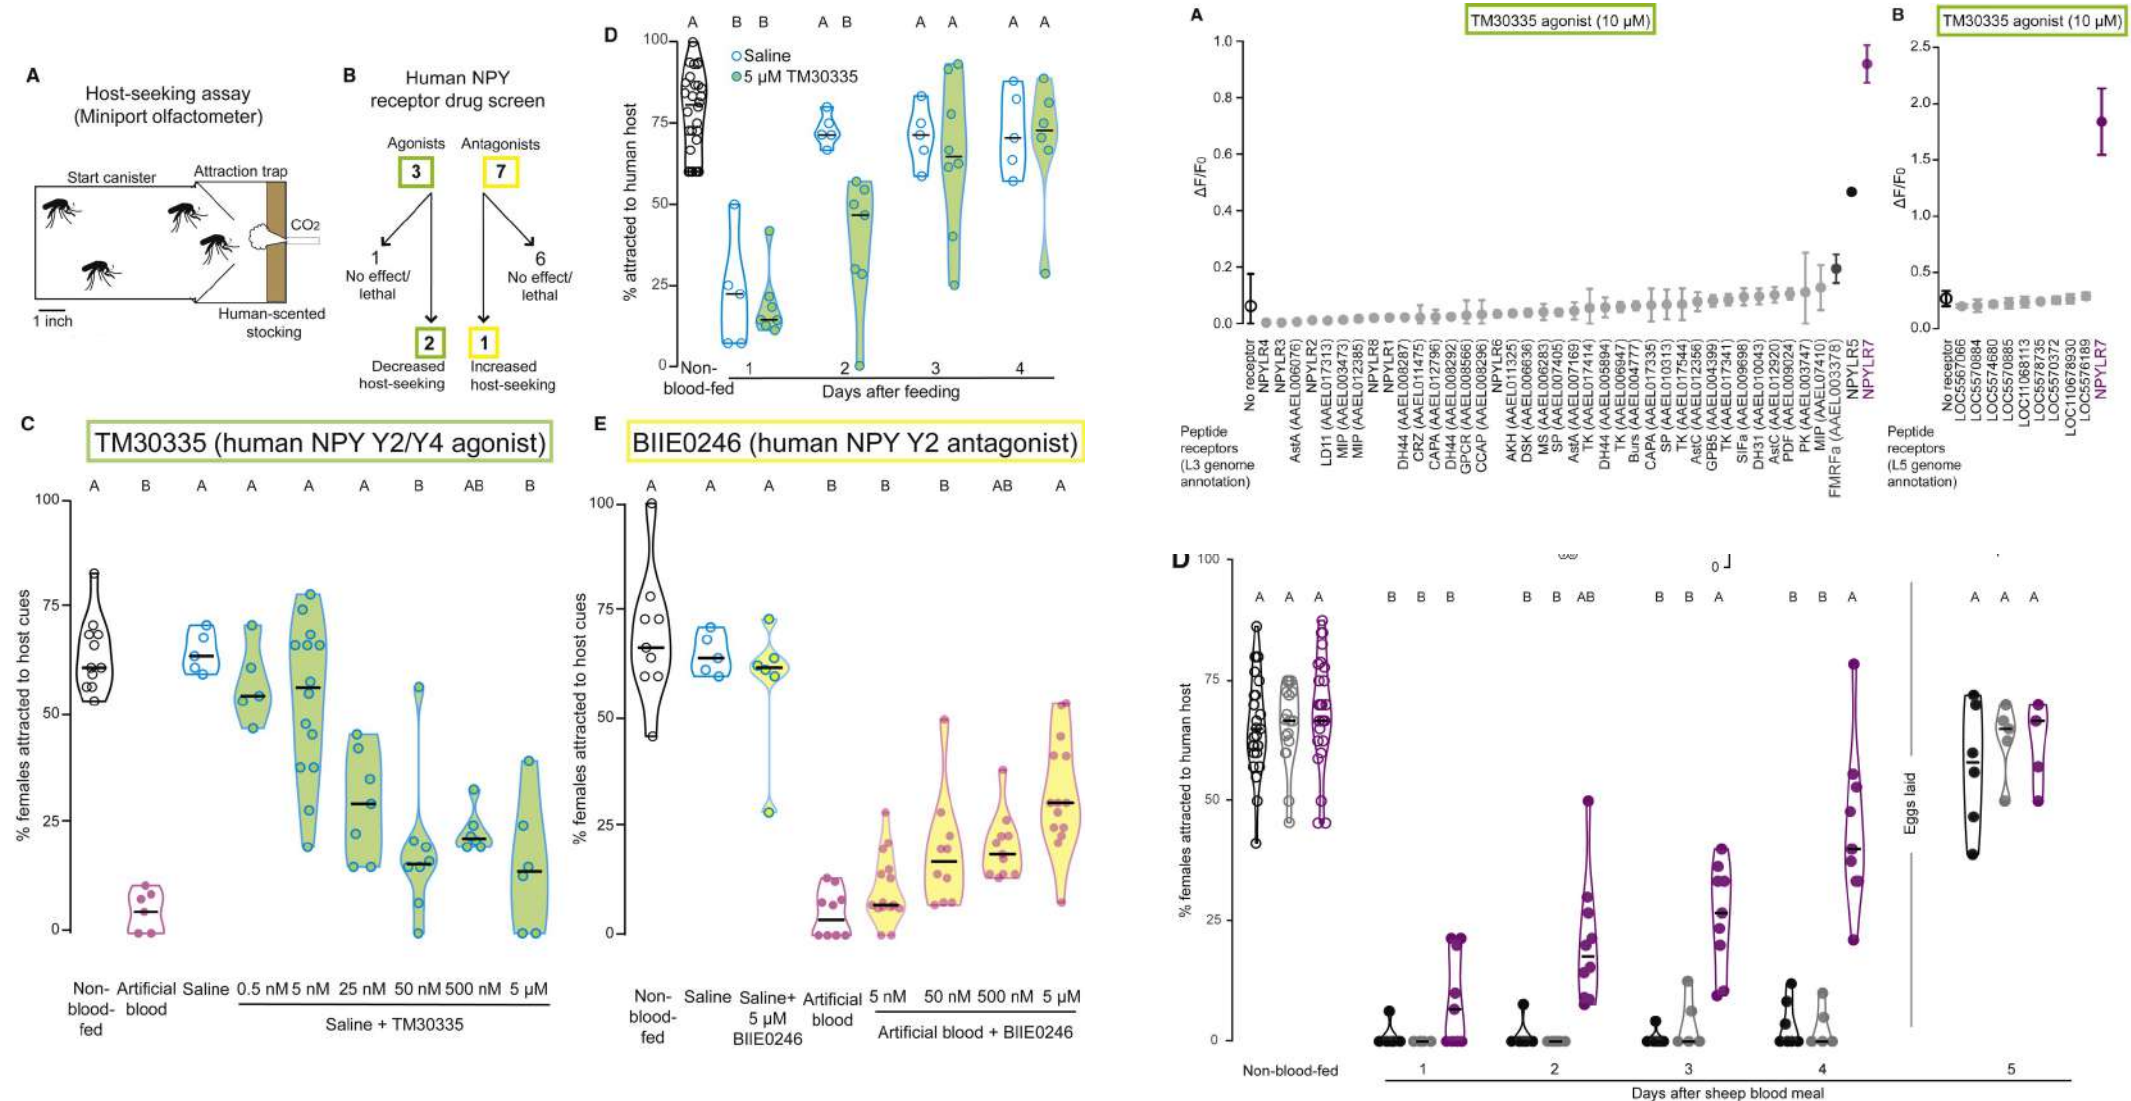 A
Host-seeking assay
(Miniport olfactometer)
Start canister
Attraction trap
CO2
1 inch
Human-scented
stocking
B
Human NPY
receptor drug screen
Agonists
Antagonists
3
7
1
No effect/
lethal
6
No effect/
lethal
2
1
Decreased
host-seeking
Increased
host-seeking
D
A B B A B A A A A
Saline
5 µM TM30335
% attracted to human host
100
75
50
25
0
Non-
blood-fed
1 2 3 4
Days after feeding
C
TM30335 (human NPY Y2/Y4 agonist)
A B A A A A B AB B
% females attracted to host cues
100
75
50
25
0
Non-
blood-
fed
Artificial
blood
Saline
0.5 nM 5 nM 25 nM 50 nM 500 nM 5 µM
Saline + TM30335
E
BIIE0246 (human NPY Y2 antagonist)
A A A B B B AB A
% females attracted to host cues
100
75
50
25
0
Non-
blood-
fed
Saline
Saline+
5 µM
BIIE0246
Artificial
blood
5 nM 50 nM 500 nM 5 µM
Artificial blood + BIIE0246
A
TM30335 agonist (10 µM)
ΔF/F0
1.0
0.8
0.6
0.4
0.2
0.0
Peptide
receptors
(L3 genome
annotation)
No receptor
NPYLR4
NPYLR3
AstA (AAEL006076)
NPYLR2
LD11 (AAEL017313)
MIP (AAEL003473)
MIP (AAEL012385)
NPYLR8
NPYLR1
DH44 (AAEL008287)
CRZ (AAEL011475)
CAPA (AAEL012796)
DH44 (AAEL008292)
GPCR (AAEL008566)
CCAP (AAEL008296)
NPYLR6
AKH (AAEL011325)
DSK (AAEL006636)
MS (AAEL006283)
SP (AAEL007405)
AstA (AAEL007169)
TK (AAEL017414)
DH44 (AAEL005894)
TK (AAEL006947)
Burs (AAEL004777)
CAPA (AAEL017335)
SP (AAEL010313)
TK (AAEL017544)
AstC (AAEL012356)
GPB5 (AAEL004399)
TK (AAEL017341)
SIFa (AAEL009698)
DH31 (AAEL010043)
AstC (AAEL012920)
PDF (AAEL009024)
PK (AAEL003747)
MIP (AAEL07410)
FMRFa (AAEL003378)
NPYLR5
NPYLR7
B
TM30335 agonist (10 µM)
ΔF/F0
2.5
2.0
1.5
1.0
0.5
0.0
Peptide
receptors
(L5 genome
annotation)
No receptor
LOC5567066
LOC5570884
LOC5574680
LOC5570885
LOC11068113
LOC5578735
LOC5570372
LOC110678930
LOC5576189
NPYLR7
0
D
A A A B B B B B AB B B A B B A A A A
% females attracted to human host
100
75
50
25
0
Eggs laid
Non-blood-fed
1 2 3 4 5
Days after sheep blood meal